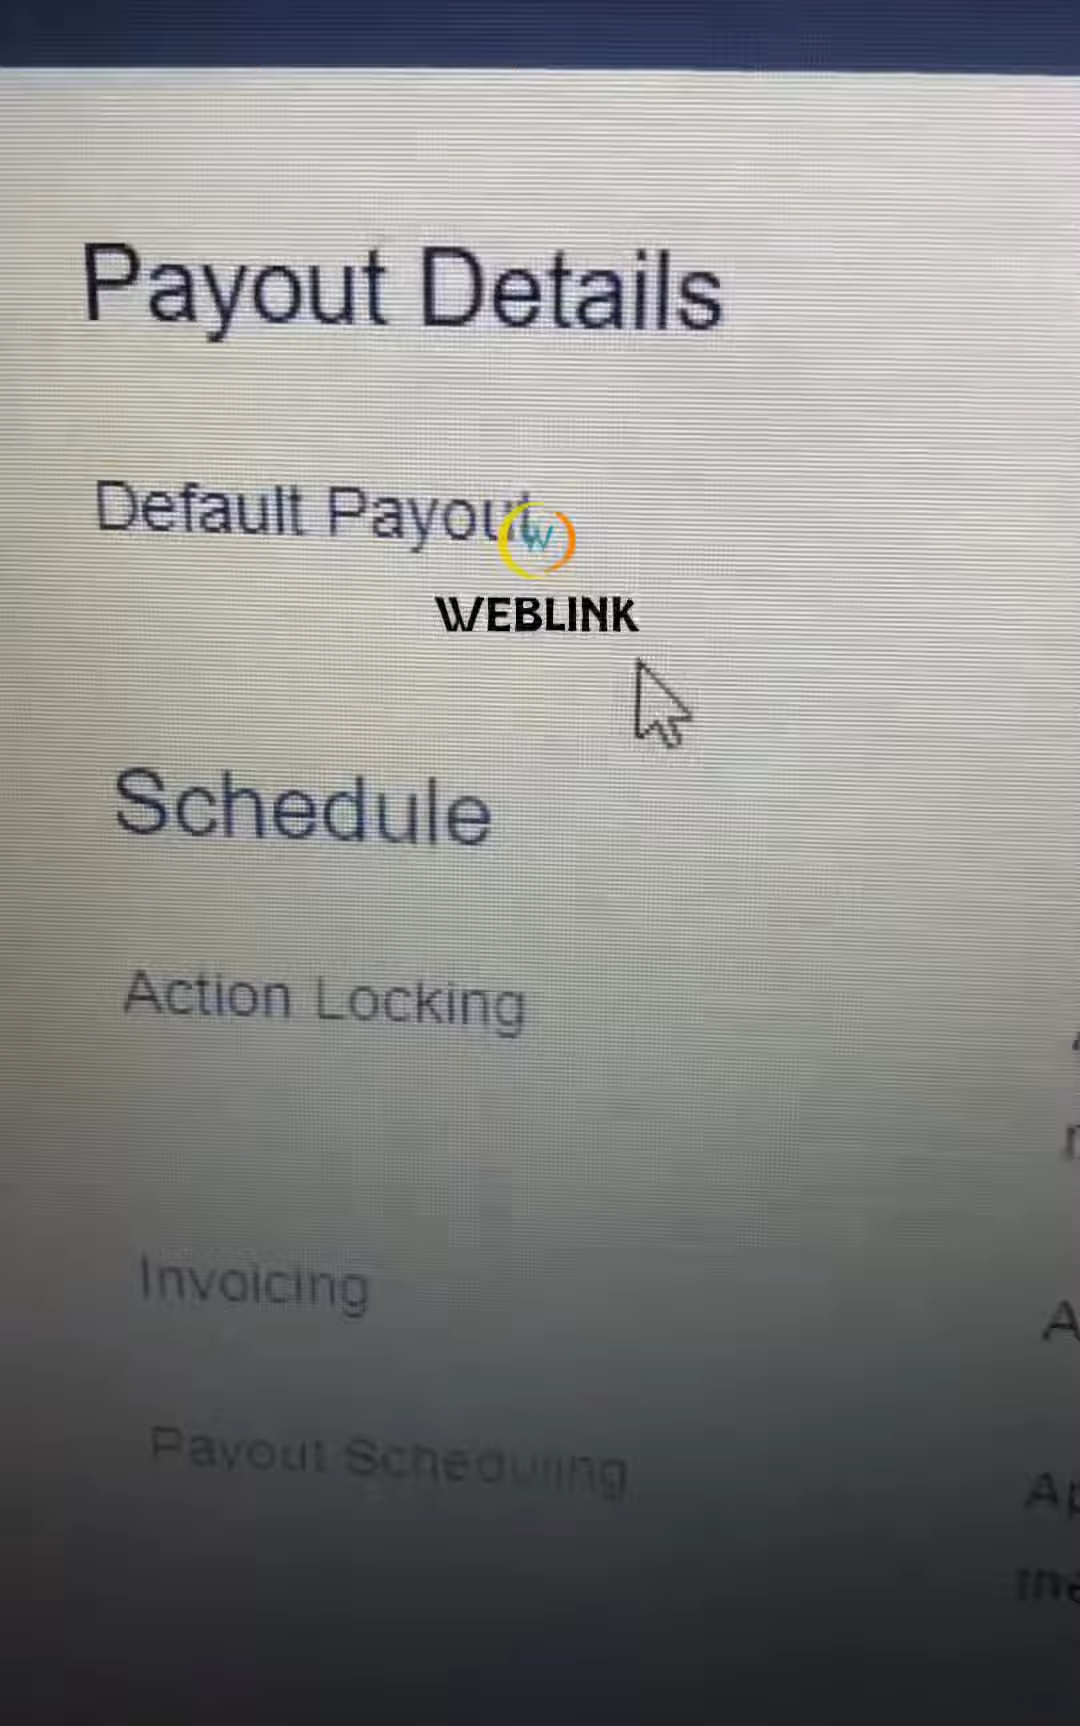 Payout Details
Default Payout
WEBLINK
Schedule
Action Locking
Invoicing
A
Payout Scheduling